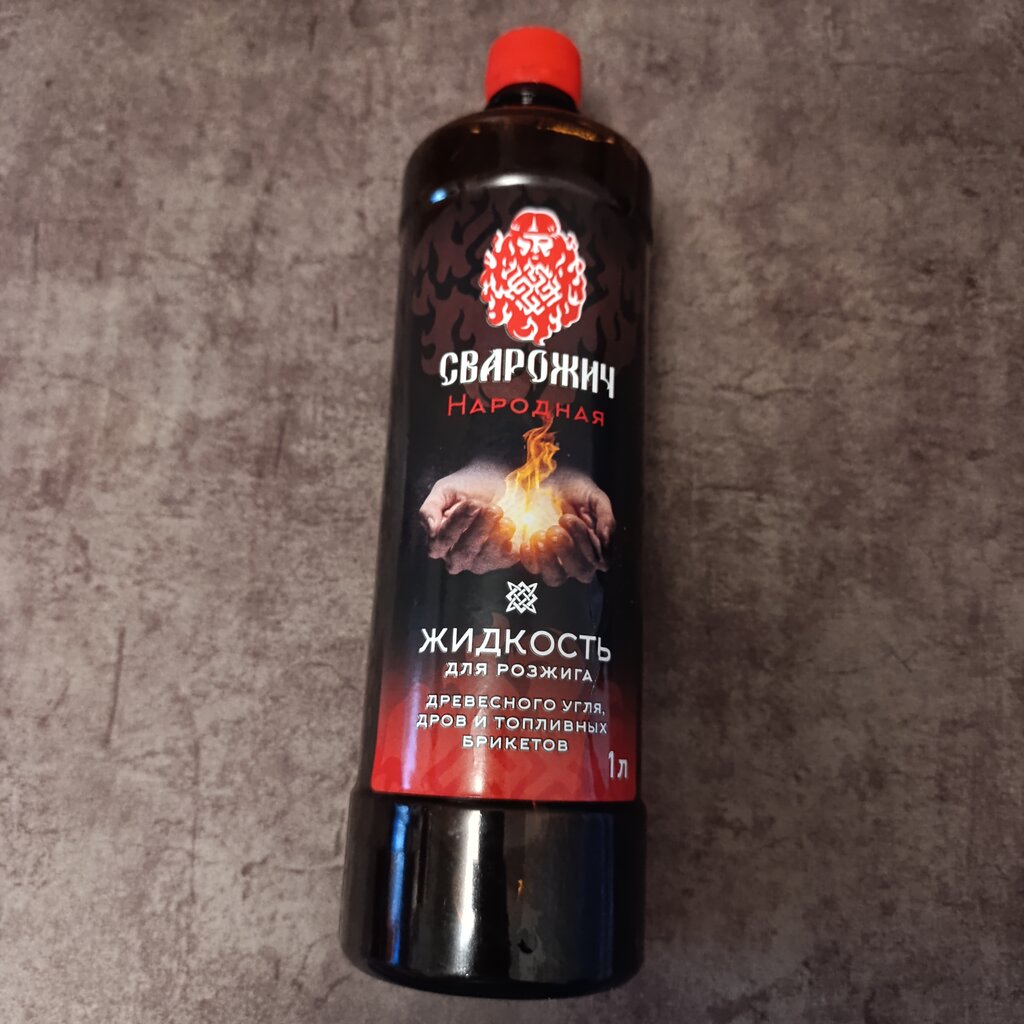 СВАРОЖИЧ
НАРОДНАЯ
ЖИДКОСТЬ
ДЛЯ РОЗЖИГА
ДРЕВЕСНОГО УГЛЯ,
ДРОВ И ТОПЛИВНЫХ
БРИКЕТОВ
1 л